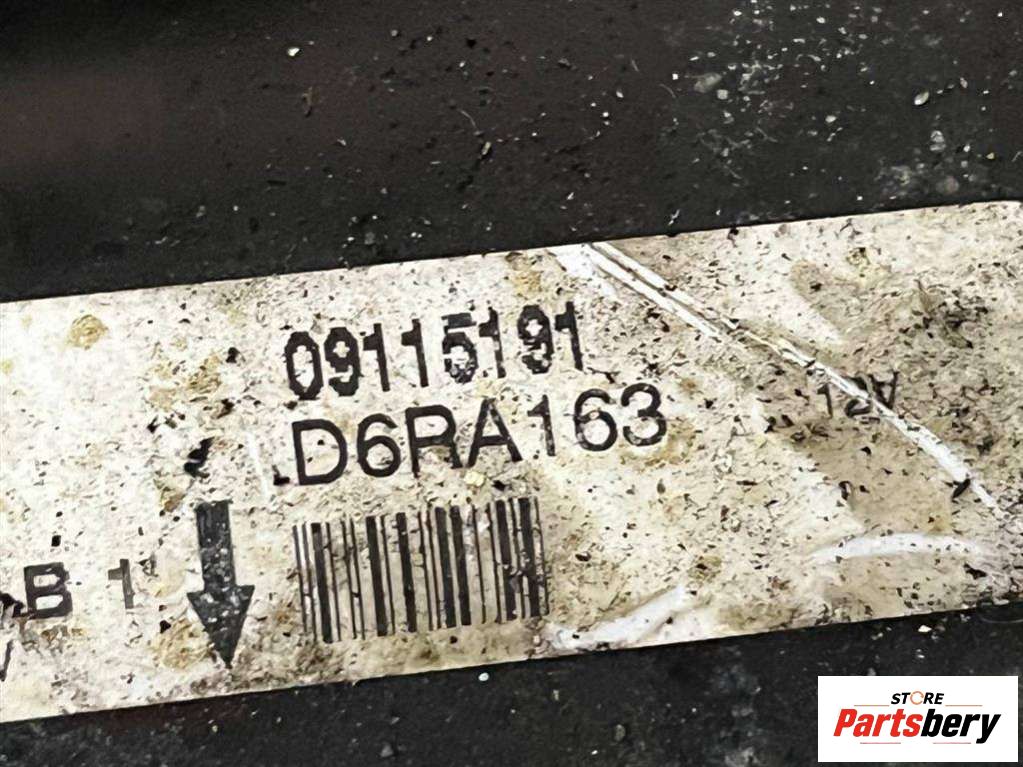 09115191
D6RA163
12V
B 1
STORE
Partsbery